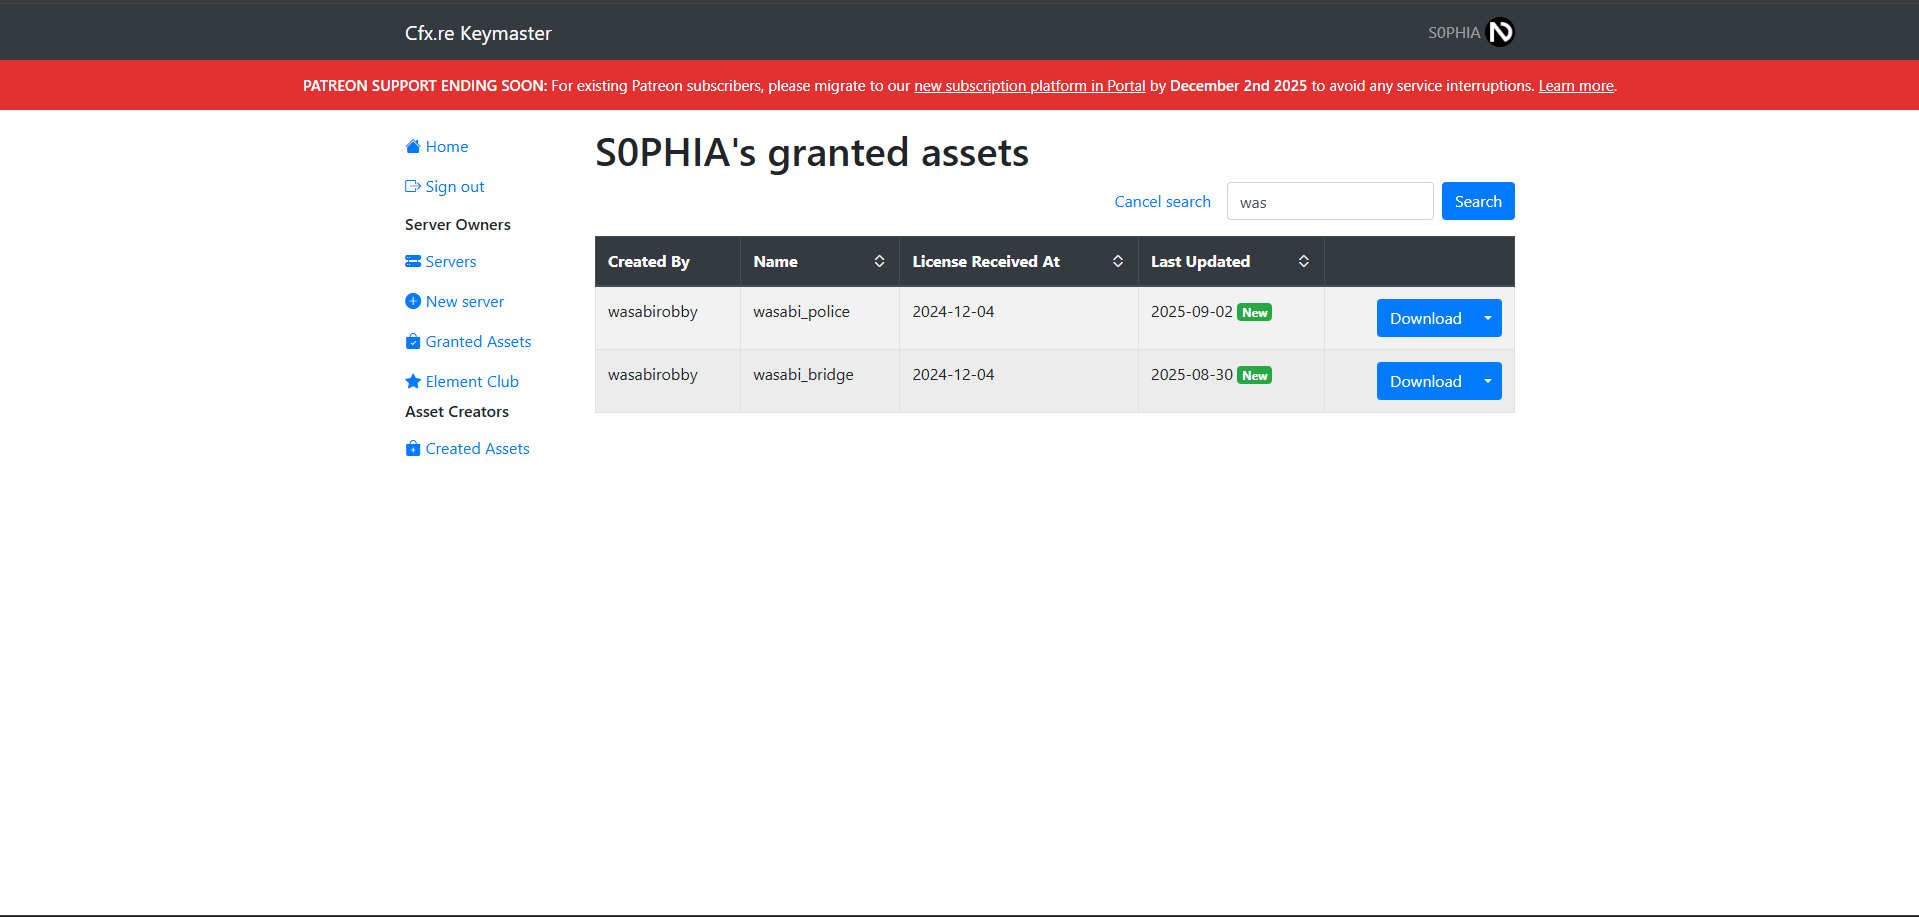 Cfx.re Keymaster
S0PHIA
PATREON SUPPORT ENDING SOON: For existing Patreon subscribers, please migrate to our new subscription platform in Portal by December 2nd 2025 to avoid any service interruptions. Learn more.
Home
Sign out
Server Owners
Servers
New server
Granted Assets
Element Club
Asset Creators
Created Assets
S0PHIA's granted assets
Cancel search was Search
Created By Name License Received At Last Updated
wasabirobby wasabi_police 2024-12-04 2025-09-02 New Download
wasabirobby wasabi_bridge 2024-12-04 2025-08-30 New Download